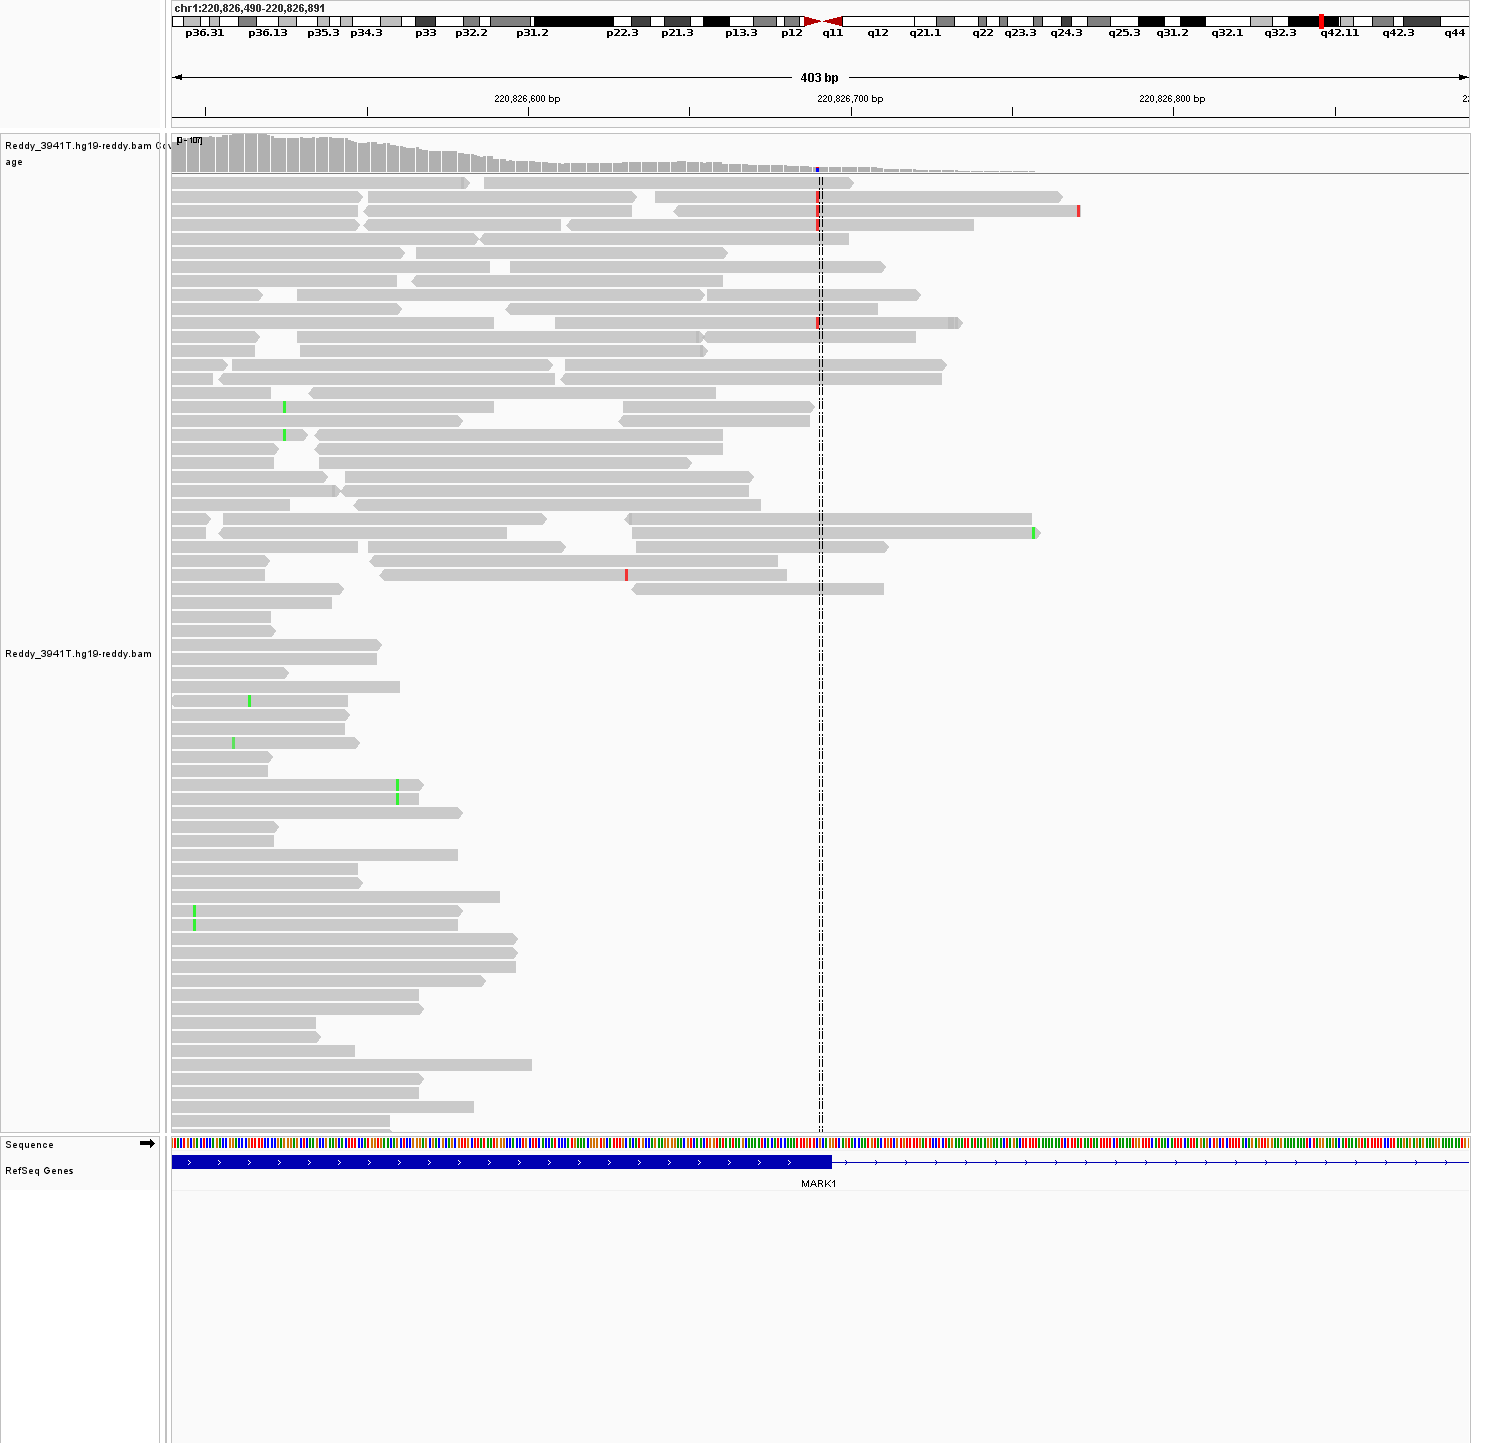 chr1:220,826,490-220,826,891
p36.31 p36.13 p35.3 p34.3 p33 p32.2 p31.2 p22.3 p21.3 p13.3 p12 q11 q12 q21.1 q22 q23.3 q24.3 q25.3 q31.2 q32.1 q32.3 q42.11 q42.3 q44
403 bp
220,826,600 bp 220,826,700 bp 220,826,800 bp
Reddy_3941T.hg19-reddy.bam Cov
age
[0 - 107]
Reddy_3941T.hg19-reddy.bam
Sequence
RefSeq Genes
MARK1